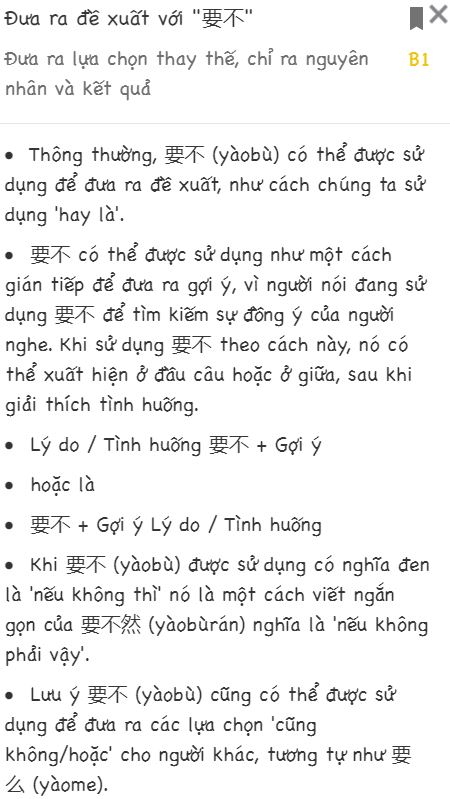 Đưa ra đề xuất với "要不"
Đưa ra lựa chọn thay thế, chỉ ra nguyên
nhân và kết quả
B1
• Thông thường, 要不 (yàobù) có thể được sử
dụng để đưa ra đề xuất, như cách chúng ta sử
dụng 'hay là'.
• 要不 có thể được sử dụng như một cách
gián tiếp để đưa ra gợi ý, vì người nói đang sử
dụng 要不 để tìm kiếm sự đồng ý của người
nghe. Khi sử dụng 要不 theo cách này, nó có
thể xuất hiện ở đầu câu hoặc ở giữa, sau khi
giải thích tình huống.
• Lý do / Tình huống 要不 + Gợi ý
• hoặc là
• 要不 + Gợi ý Lý do / Tình huống
• Khi 要不 (yàobù) được sử dụng có nghĩa đen
là 'nếu không thì' nó là một cách viết ngắn
gọn của 要不然 (yàobùrán) nghĩa là 'nếu không
phải vậy'.
• Lưu ý 要不 (yàobù) cũng có thể được sử
dụng để đưa ra các lựa chọn 'cũng
không/hoặc' cho người khác, tương tự như 要
么 (yàome).